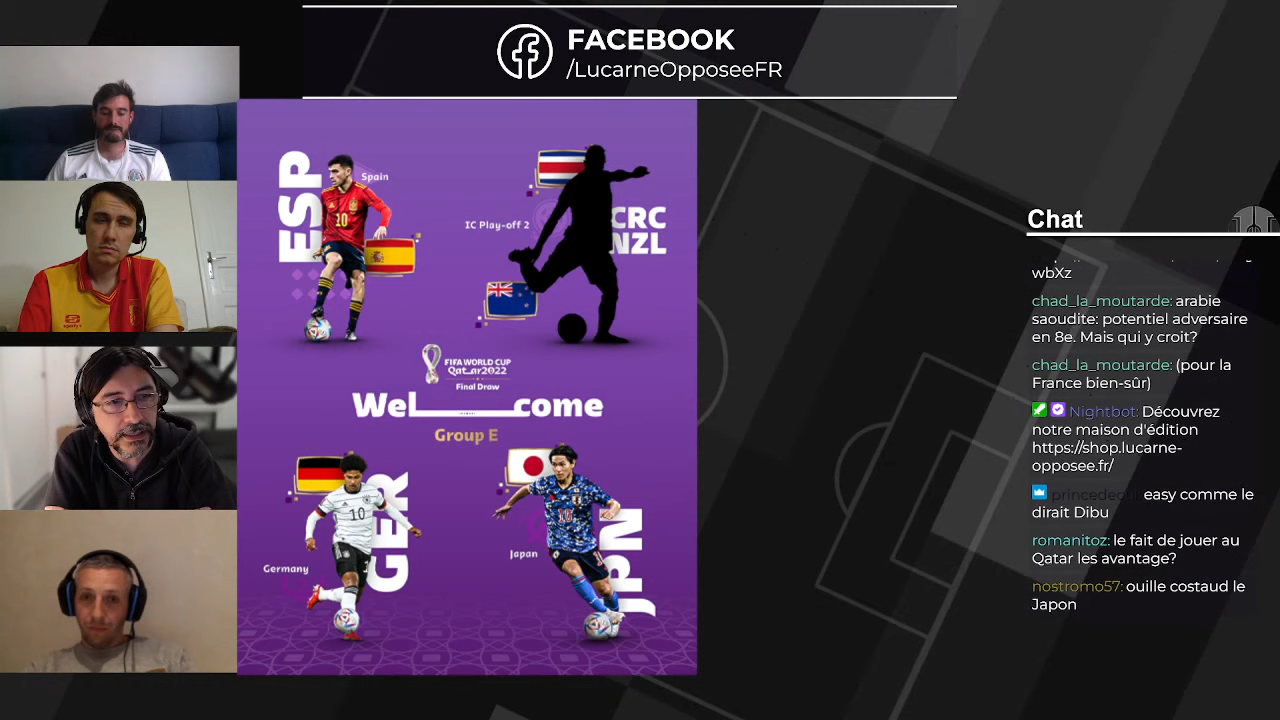 FACEBOOK
/LucarneOpposeeFR
ESP
Spain
10
IC Play-off 2
CRC
NZL
FIFA WORLD CUP
Qatar2022
Final Draw
Wel come
Group E
GER
10
Germany
JPN
10
Japan
Chat
wbXz
chad_la_moutarde: arabie
saoudite: potentiel adversaire
en 8e. Mais qui y croit?
chad_la_moutarde: (pour la
France bien-sûr)
Nightbot: Découvrez
notre maison d'édition
https://shop.lucarne-
opposee.fr/
easy comme le
dirait Dibu
romanitoz: le fait de jouer au
Qatar les avantage?
nostromo57: ouille costaud le
Japon